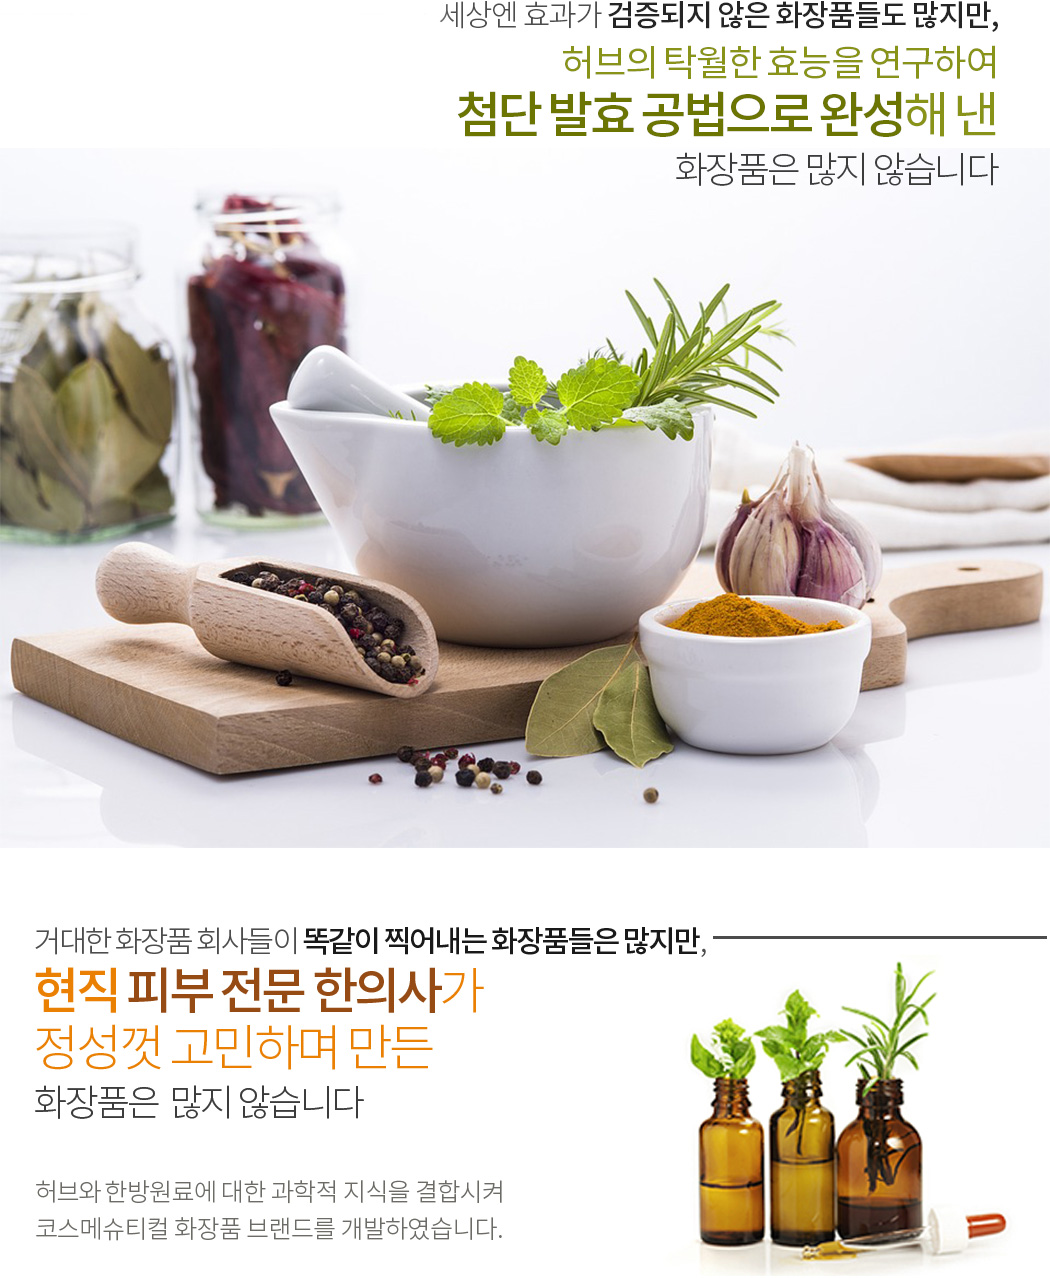 세상엔 효과가 검증되지 않은 화장품들도 많지만,
허브의 탁월한 효능을 연구하여
첨단 발효 공법으로 완성해 낸
화장품은 많지 않습니다
거대한 화장품 회사들이 똑같이 찍어내는 화장품들은 많지만,
현직 피부 전문 한의사가
정성껏 고민하며 만든
화장품은 많지 않습니다
허브와 한방원료에 대한 과학적 지식을 결합시켜
코스메슈티컬 화장품 브랜드를 개발하였습니다.